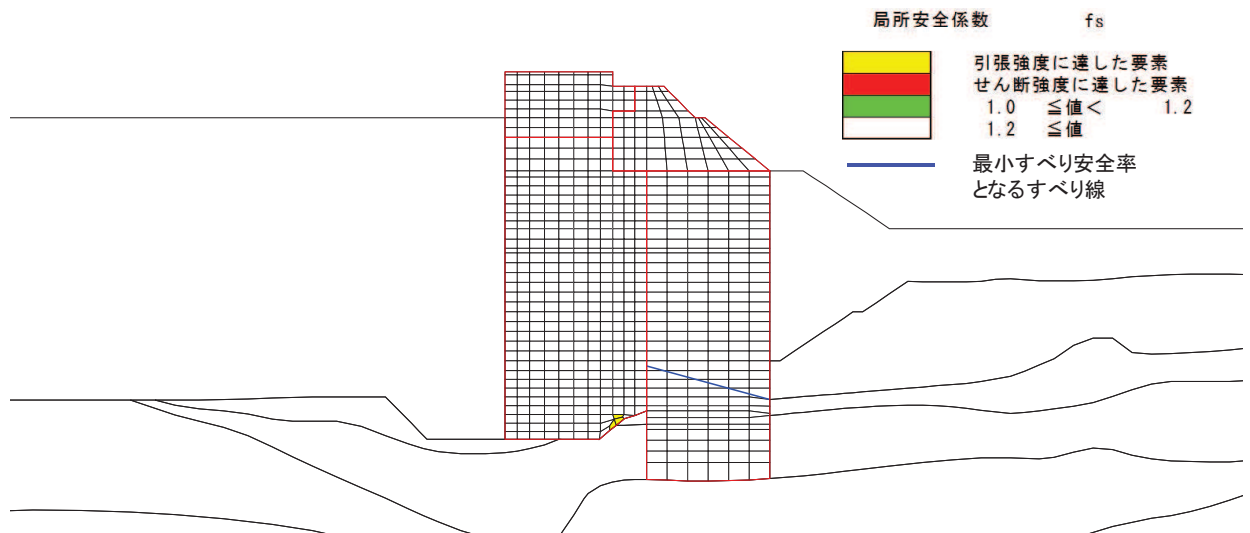 局所安全係数 fs
引張強度に達した要素
せん断強度に達した要素
1.0 ≦値< 1.2
1.2 ≦値
最小すべり安全率
となるすべり線